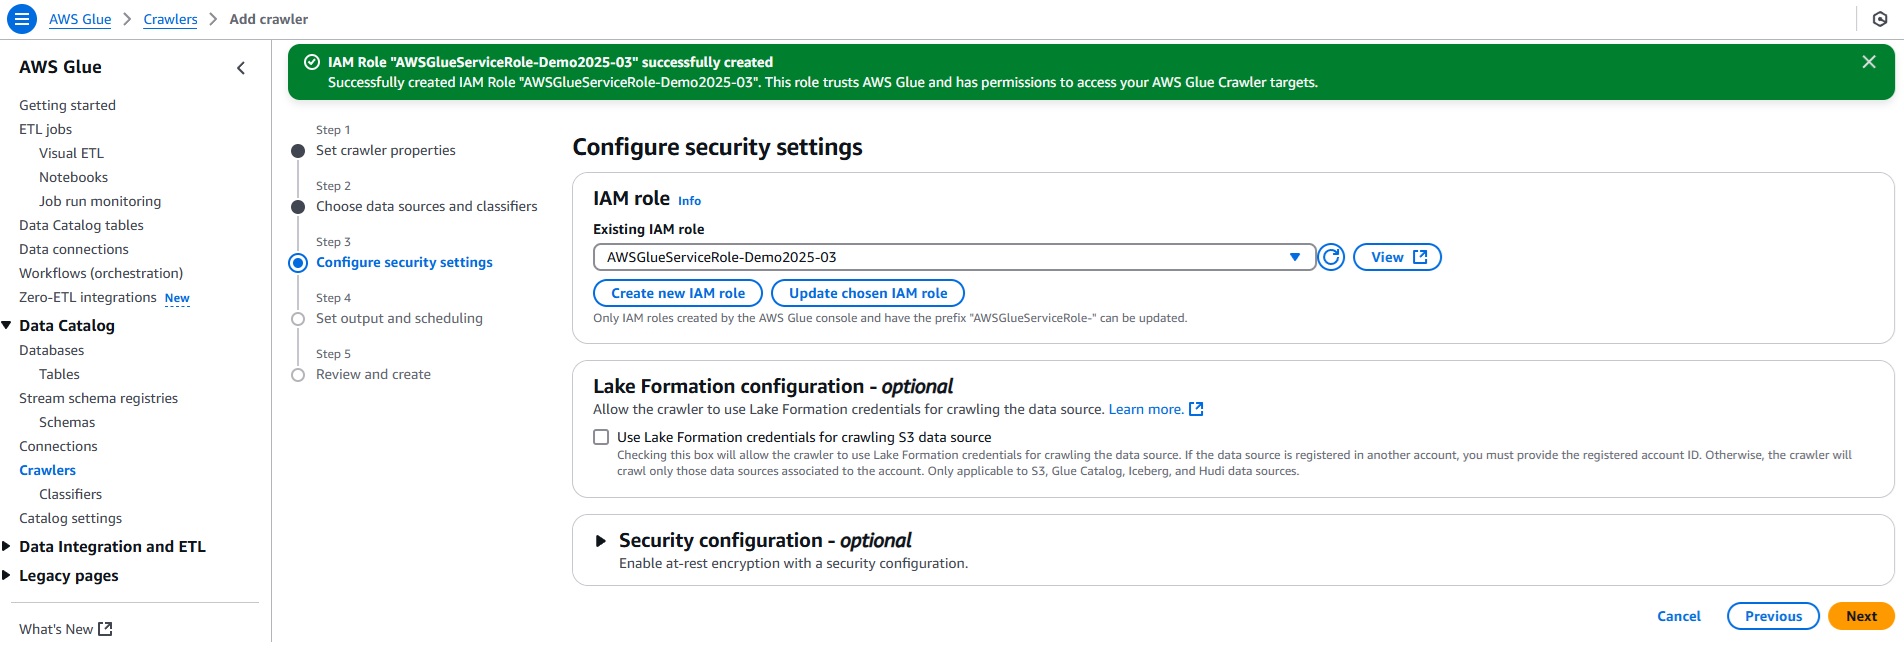 AWS Glue > Crawlers > Add crawler
AWS Glue
Getting started
ETL jobs
Visual ETL
Notebooks
Job run monitoring
Data Catalog tables
Data connections
Workflows (orchestration)
Zero-ETL integrations New
Data Catalog
Databases
Tables
Stream schema registries
Schemas
Connections
Crawlers
Classifiers
Catalog settings
Data Integration and ETL
Legacy pages
What's New
IAM Role "AWSGlueServiceRole-Demo2025-03" successfully created
Successfully created IAM Role "AWSGlueServiceRole-Demo2025-03". This role trusts AWS Glue and has permissions to access your AWS Glue Crawler targets.
Step 1
Set crawler properties
Step 2
Choose data sources and classifiers
Step 3
Configure security settings
Step 4
Set output and scheduling
Step 5
Review and create
Configure security settings
IAM role Info
Existing IAM role
AWSGlueServiceRole-Demo2025-03
View
Create new IAM role Update chosen IAM role
Only IAM roles created by the AWS Glue console and have the prefix "AWSGlueServiceRole-" can be updated.
Lake Formation configuration - optional
Allow the crawler to use Lake Formation credentials for crawling the data source. Learn more.
Use Lake Formation credentials for crawling S3 data source
Checking this box will allow the crawler to use Lake Formation credentials for crawling the data source. If the data source is registered in another account, you must provide the registered account ID. Otherwise, the crawler will
crawl only those data sources associated to the account. Only applicable to S3, Glue Catalog, Iceberg, and Hudi data sources.
Security configuration - optional
Enable at-rest encryption with a security configuration.
Cancel Previous Next